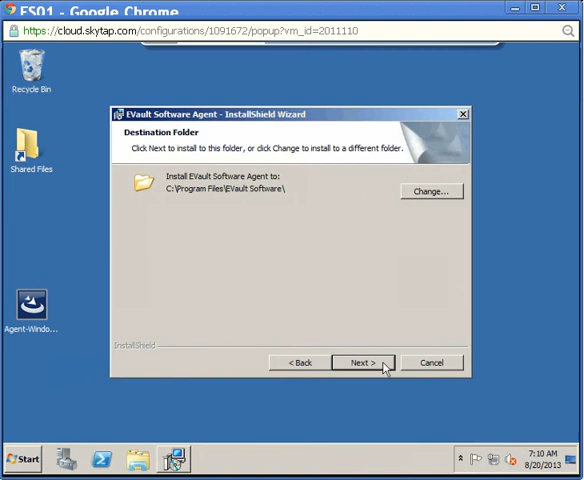 FS01 - Google Chrome
https://cloud.skytap.com/configurations/1091672/popup?vm_id=2011110
Recycle Bin
Shared Files
Agent-Windo...
EVault Software Agent - InstallShield Wizard
Destination Folder
Click Next to install to this folder, or click Change to install to a different folder.
Install EVault Software Agent to:
C:\Program Files\EVault Software\
Change...
InstallShield
< Back
Next >
Cancel
Start
7:10 AM
8/20/2013